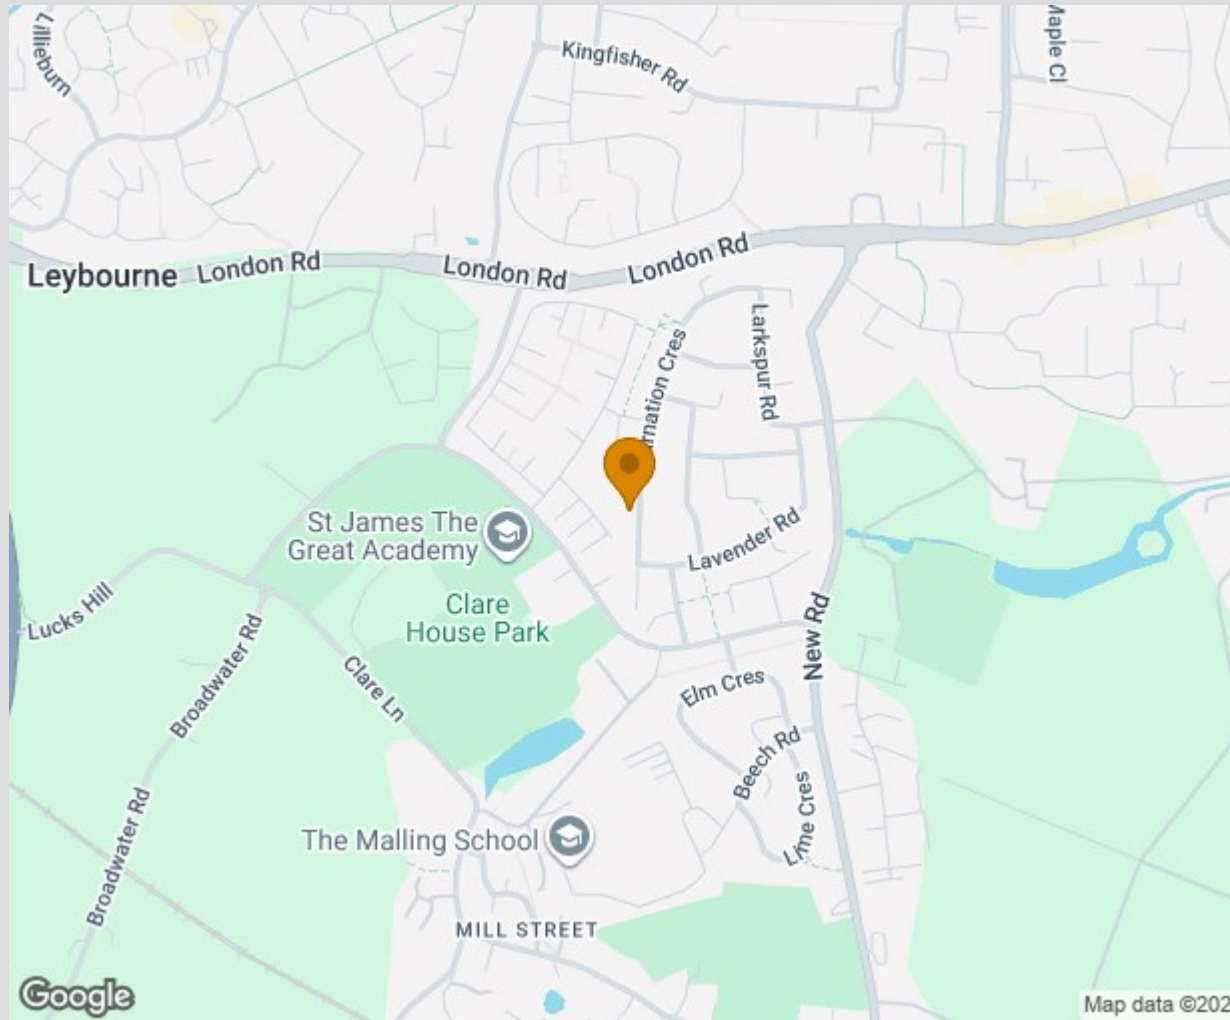 Lillieburn
Kingfisher Rd
Maple Cl
Leybourne
London Rd
London Rd
London Rd
Larkspur Rd
rnation Cres
St James The
Great Academy
Lavender Rd
Clare
House Park
Lucks Hill
Broadwater Rd
Clare Ln
New Rd
Elm Cres
Beech Rd
Lime Cres
Broadwater Rd
The Malling School
MILL STREET
Google
Map data ©202